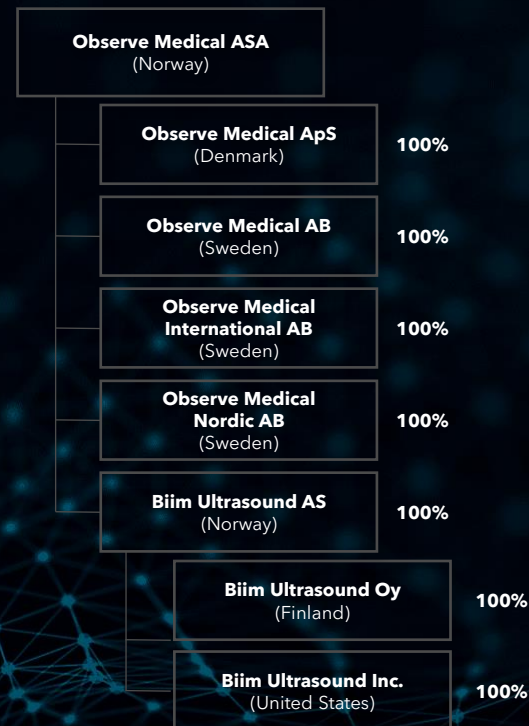 Observe Medical ASA
(Norway)
Observe Medical ApS
(Denmark)
100%
Observe Medical AB
(Sweden)
100%
Observe Medical
International AB
(Sweden)
100%
Observe Medical
Nordic AB
(Sweden)
100%
Biim Ultrasound AS
(Norway)
100%
Biim Ultrasound Oy
(Finland)
100%
Biim Ultrasound Inc.
(United States)
100%